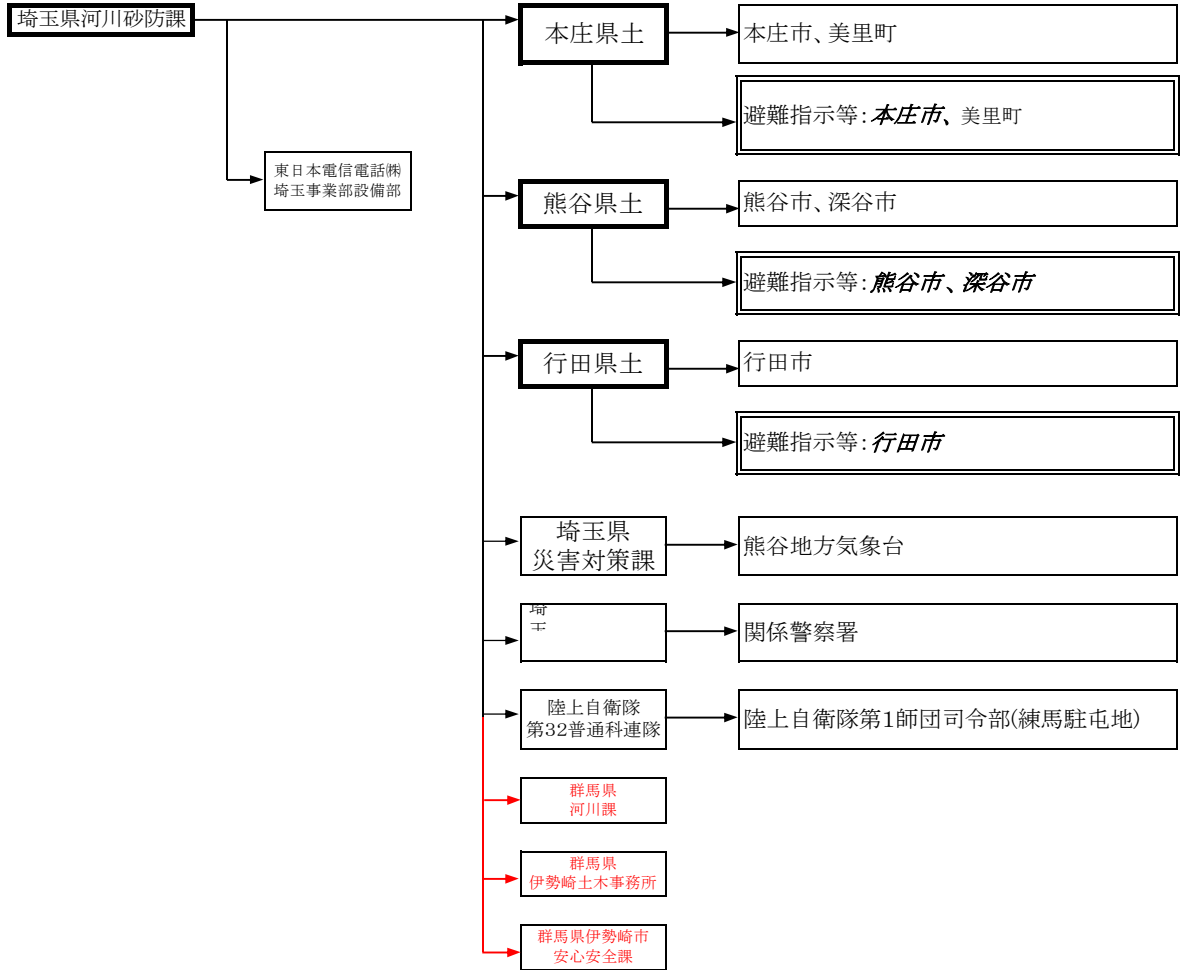 埼玉県河川砂防課
東日本電信電話㈱
埼玉事業部設備部
本庄県土
本庄市、美里町
避難指示等:本庄市、美里町
熊谷県土
熊谷市、深谷市
避難指示等:熊谷市、深谷市
行田県土
行田市
避難指示等:行田市
埼玉県
災害対策課
熊谷地方気象台
埼
関係警察署
陸上自衛隊
第32普通科連隊
陸上自衛隊第1師団司令部(練馬駐屯地)
群馬県
河川課
群馬県
伊勢崎土木事務所
群馬県伊勢崎市
安心安全課